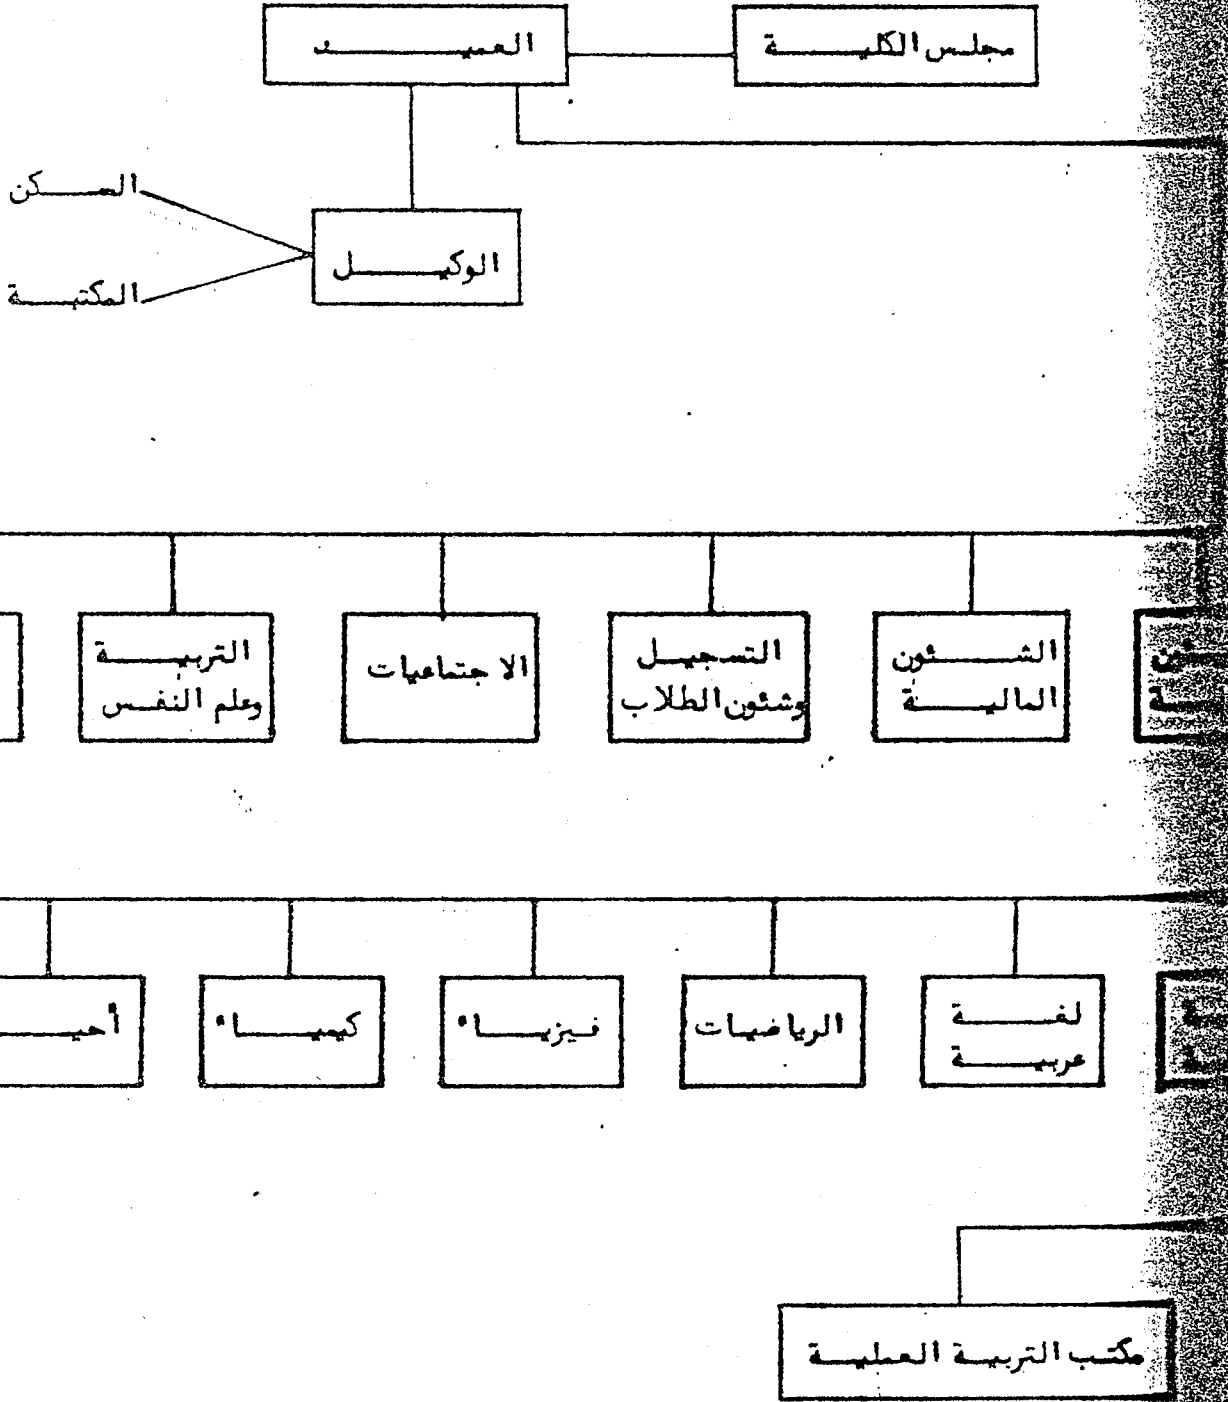 مجلس الكلية
العميد
السكن
الوكيل
المكتبة
الشئون
المالية
التسجيل
وشئون الطلاب
الاجتماعيات
التربية
وعلم النفس
لغة
عربية
الرياضيات
فيزياء
كيمياء
مكتب التربية العملية